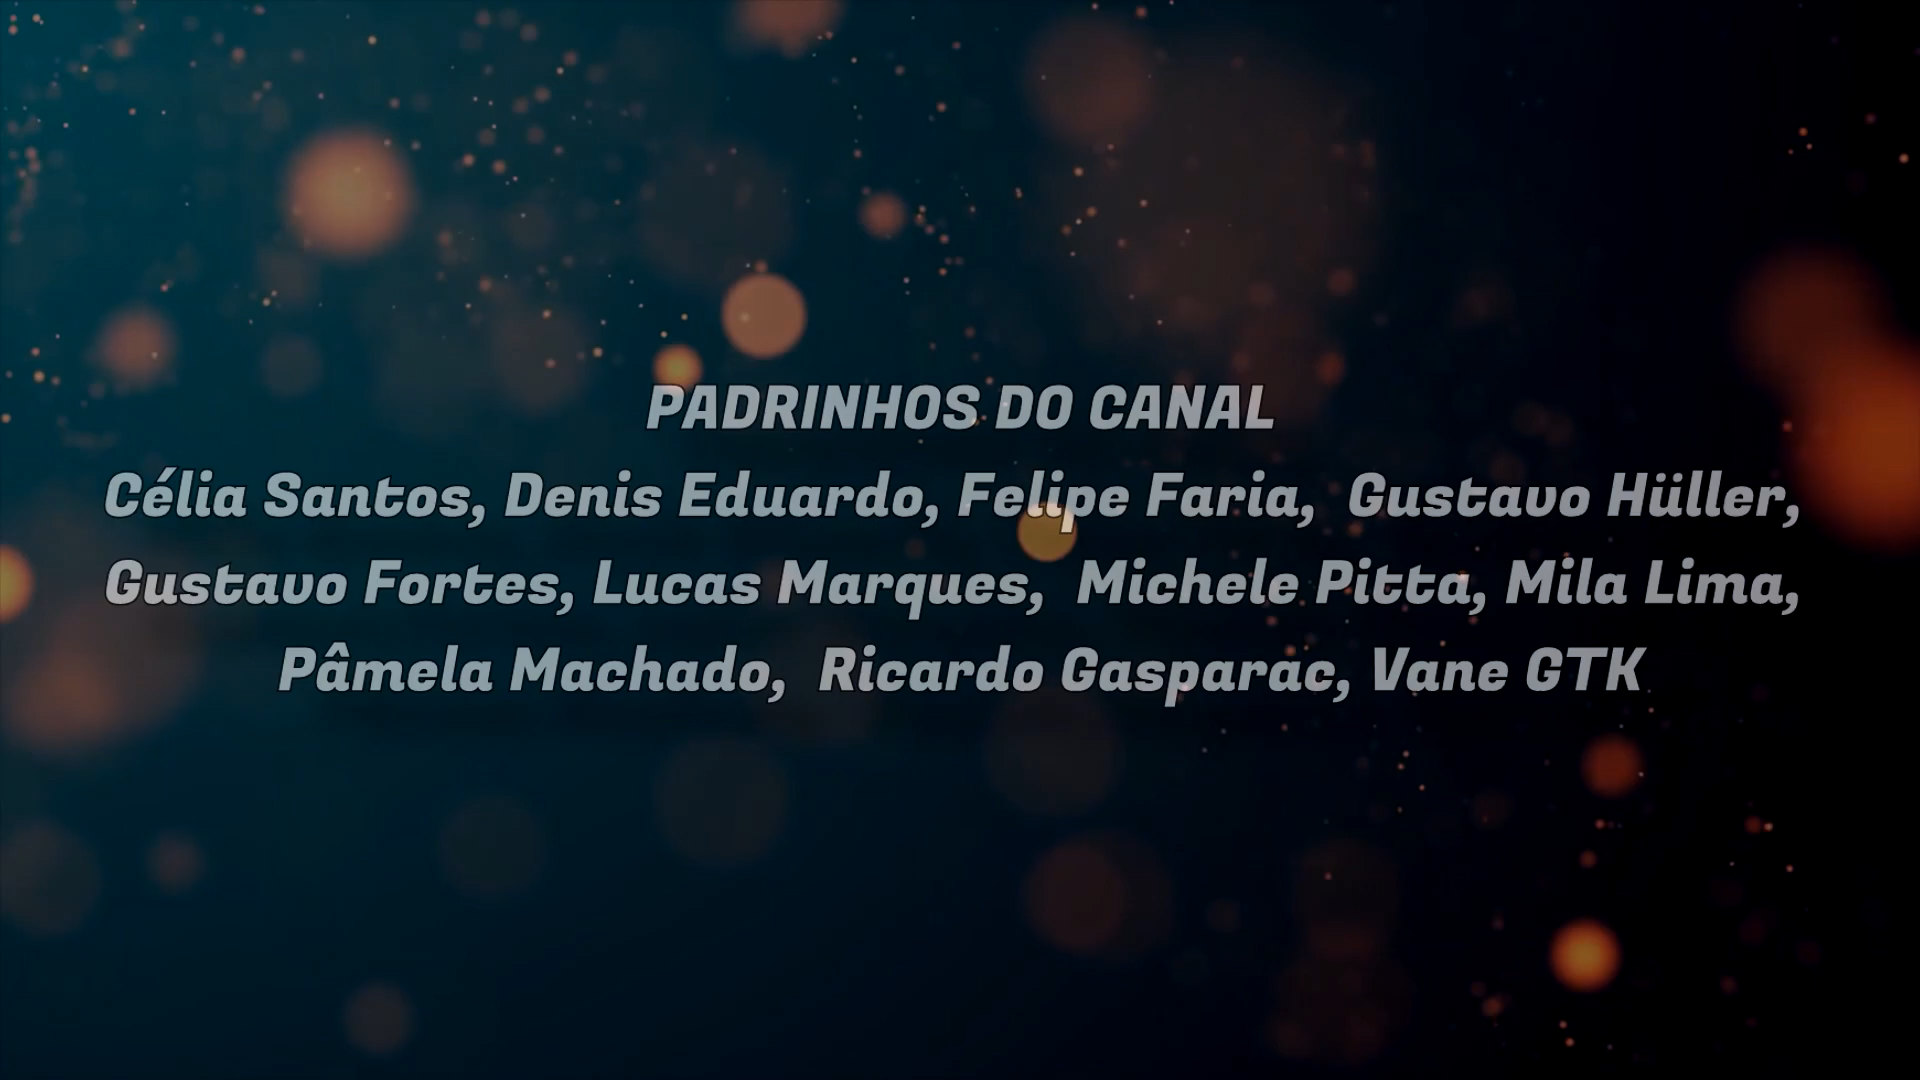 PADRINHOS DO CANAL
Célia Santos, Denis Eduardo, Felipe Faria, Gustavo Hüller,
Gustavo Fortes, Lucas Marques, Michele Pitta, Mila Lima,
Pâmela Machado, Ricardo Gasparac, Vane GTK